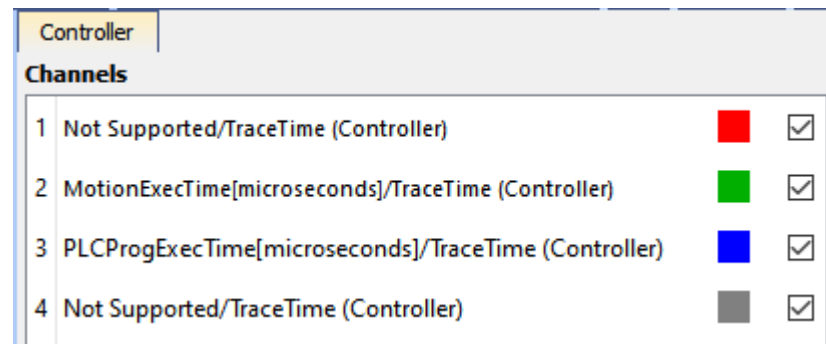 Controller
Channels
1 Not Supported/TraceTime (Controller)
2 MotionExecTime[microseconds]/TraceTime (Controller)
3 PLCProgExecTime[microseconds]/TraceTime (Controller)
4 Not Supported/TraceTime (Controller)